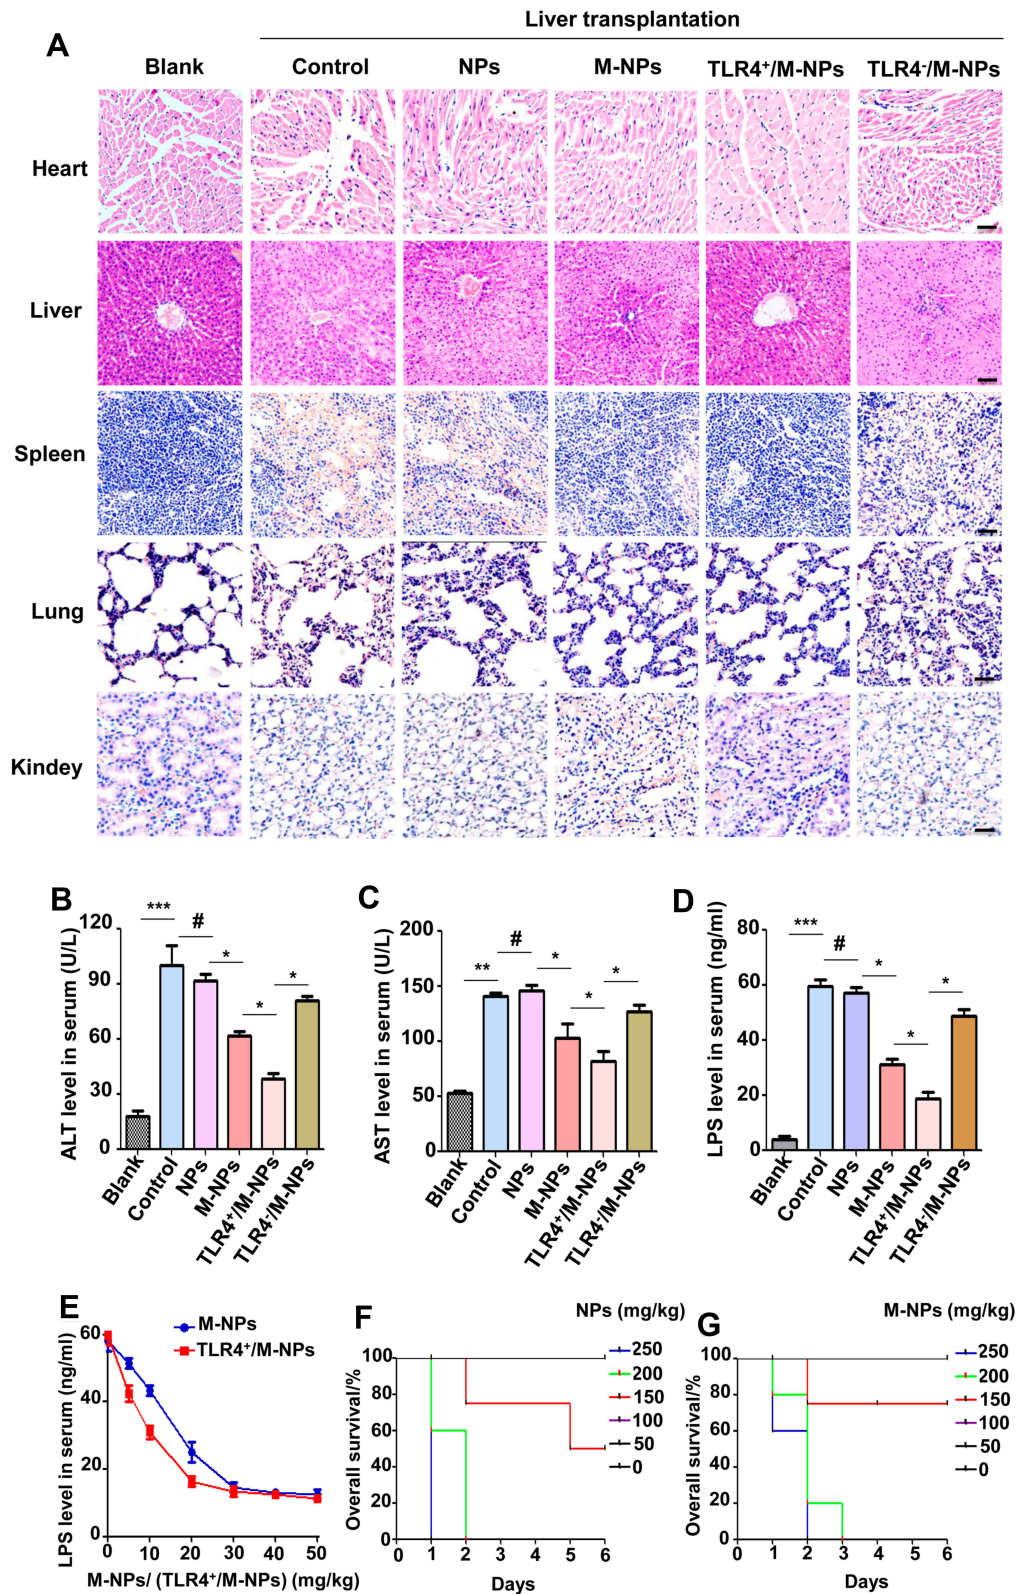 Liver transplantation
A
Blank Control NPs M-NPs TLR4⁺/M-NPs TLR4⁻/M-NPs
Heart
Liver
Spleen
Lung
Kindey
B
ALT level in serum (U/L)
120
90
60
30
0
*** # * * *
Blank Control NPs M-NPs TLR4⁺/M-NPs TLR4⁻/M-NPs
C
AST level in serum (U/L)
200
150
100
50
0
** # * * *
Blank Control NPs M-NPs TLR4⁺/M-NPs TLR4⁻/M-NPs
D
LPS level in serum (ng/ml)
80
60
40
20
0
*** # * * *
Blank Control NPs M-NPs TLR4⁺/M-NPs TLR4⁻/M-NPs
E
LPS level in serum (ng/ml)
60
40
20
0
M-NPs
TLR4⁺/M-NPs
0 10 20 30 40 50
M-NPs/ (TLR4⁺/M-NPs) (mg/kg)
F
NPs (mg/kg)
250
200
150
100
50
0
Overall survival/%
100
80
60
40
20
0
0 1 2 3 4 5 6
Days
G
M-NPs (mg/kg)
250
200
150
100
50
0
Overall survival/%
100
80
60
40
20
0
0 1 2 3 4 5 6
Days